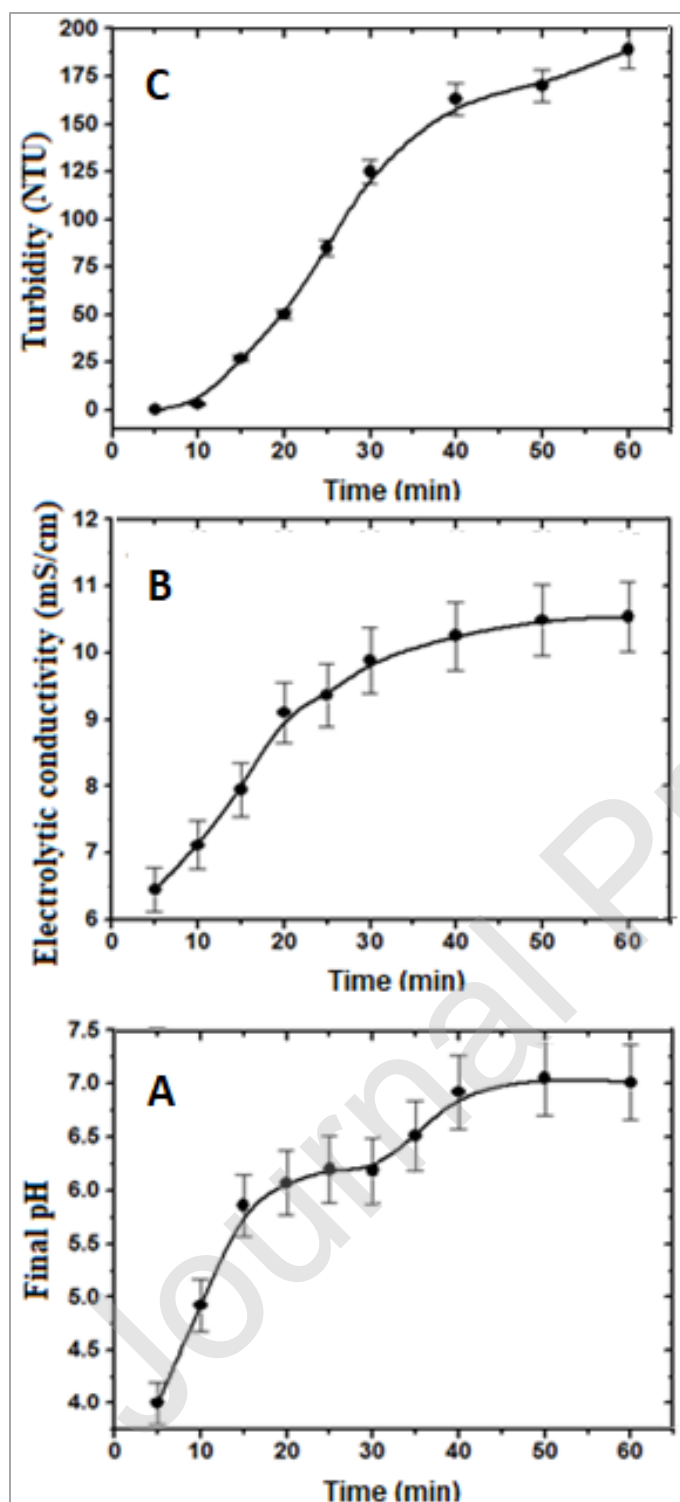 200
175
150
125
100
75
50
25
0
Turbidity (NTU)
C
0 10 20 30 40 50 60
Time (min)
12
11
10
9
8
7
6
Electrolytic conductivity (mS/cm)
B
0 10 20 30 40 50 60
Time (min)
7.5
7.0
6.5
6.0
5.5
5.0
4.5
4.0
Final pH
A
0 10 20 30 40 50 60
Time (min)
Journal Pr